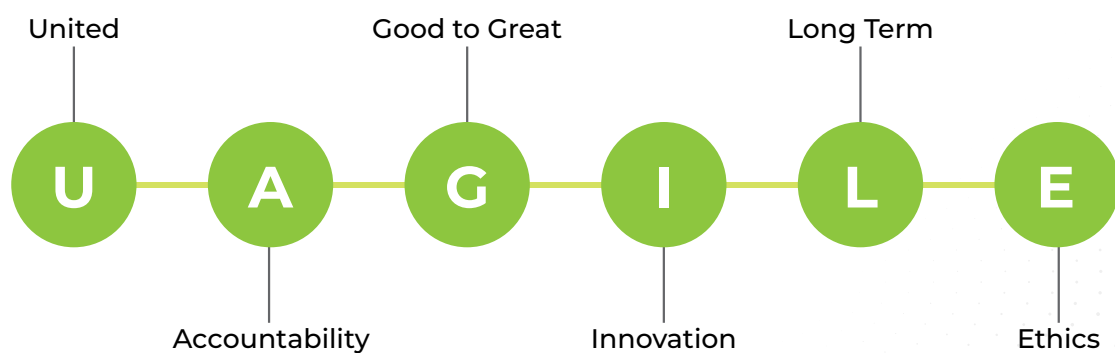 United
Good to Great
Long Term
U
A
G
I
L
E
Accountability
Innovation
Ethics